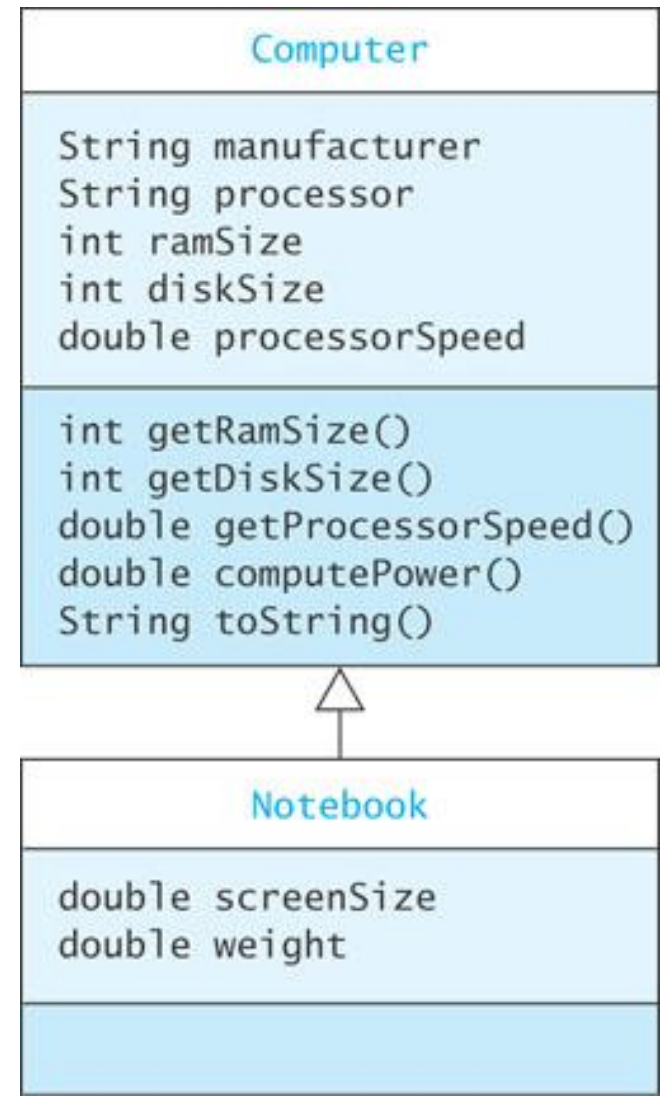 Computer
String manufacturer
String processor
int ramSize
int diskSize
double processorSpeed
int getRamSize()
int getDiskSize()
double getProcessorSpeed()
double computePower()
String toString()
Notebook
double screenSize
double weight